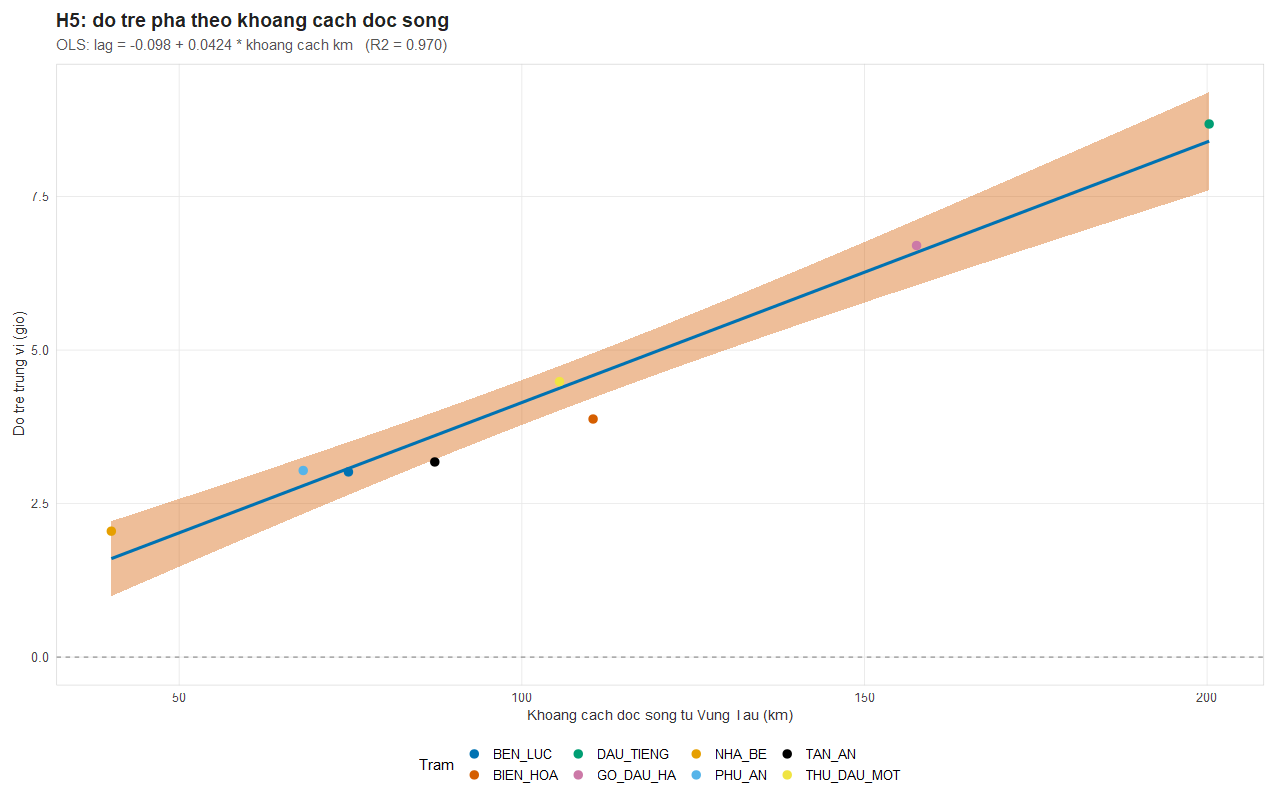 H5: do tre pha theo khoang cach doc song
OLS: lag = -0.098 + 0.0424 * khoang cach km (R2 = 0.970)
Do tre trung vi (gio)
7.5
5.0
2.5
0.0
50 100 150 200
Khoang cach doc song tu Vung Tau (km)
Tram
BEN_LUC DAU_TIENG NHA_BE TAN_AN
BIEN_HOA GO_DAU_HA PHU_AN THU_DAU_MOT